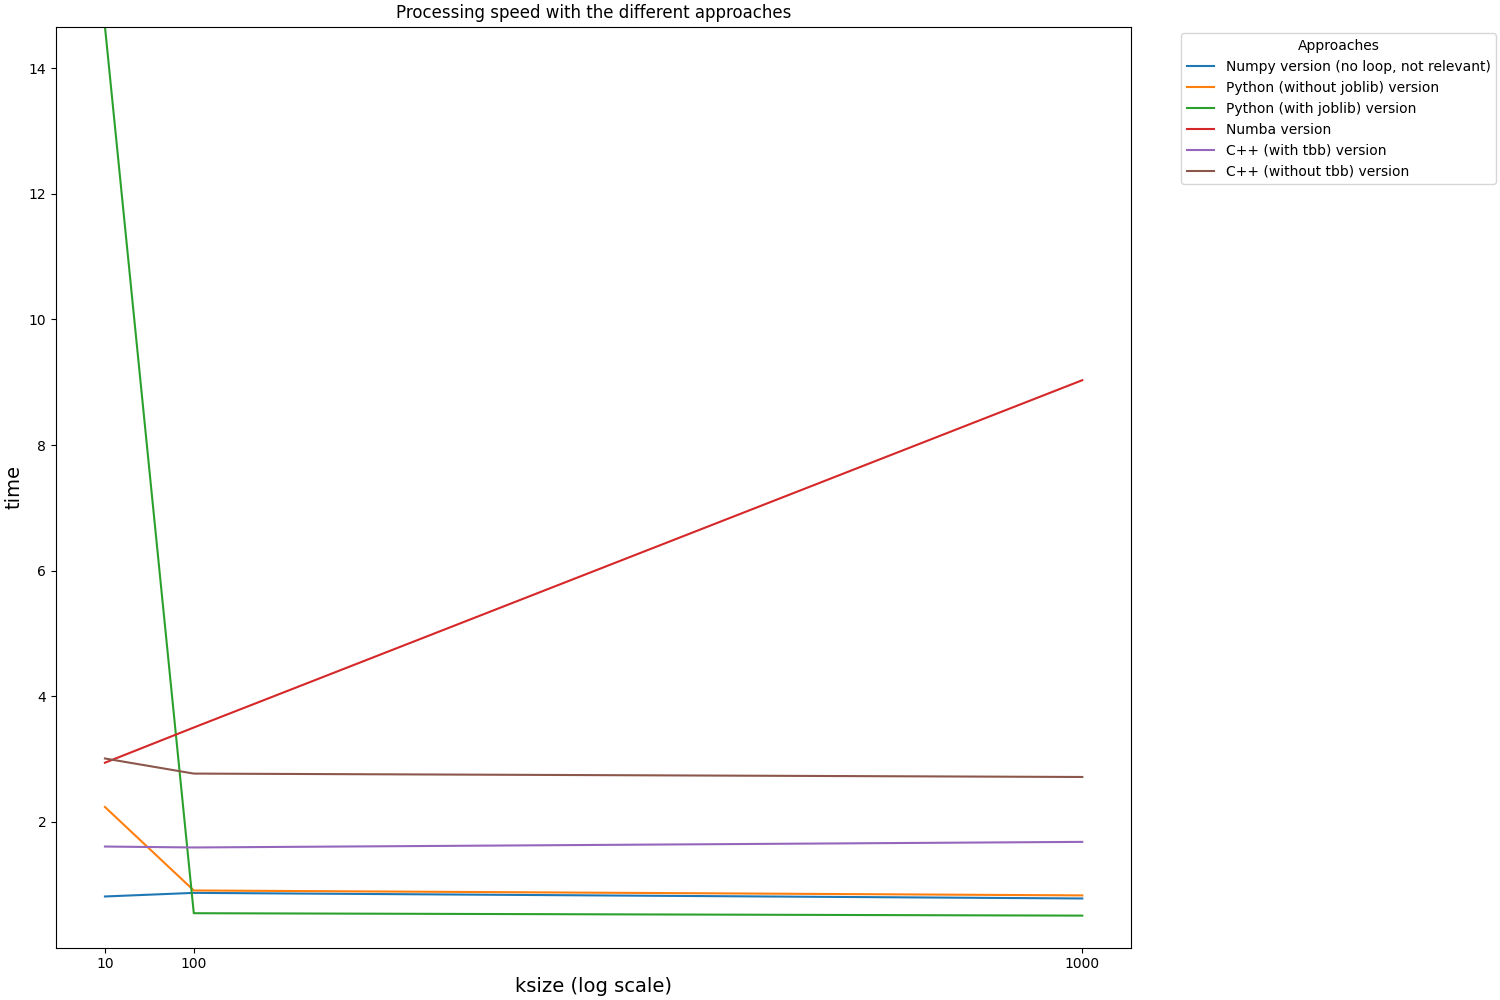 Processing speed with the different approaches
14
12
10
8
6
4
2
time
10
100
1000
ksize (log scale)
Approaches
Numpy version (no loop, not relevant)
Python (without joblib) version
Python (with joblib) version
Numba version
C++ (with tbb) version
C++ (without tbb) version